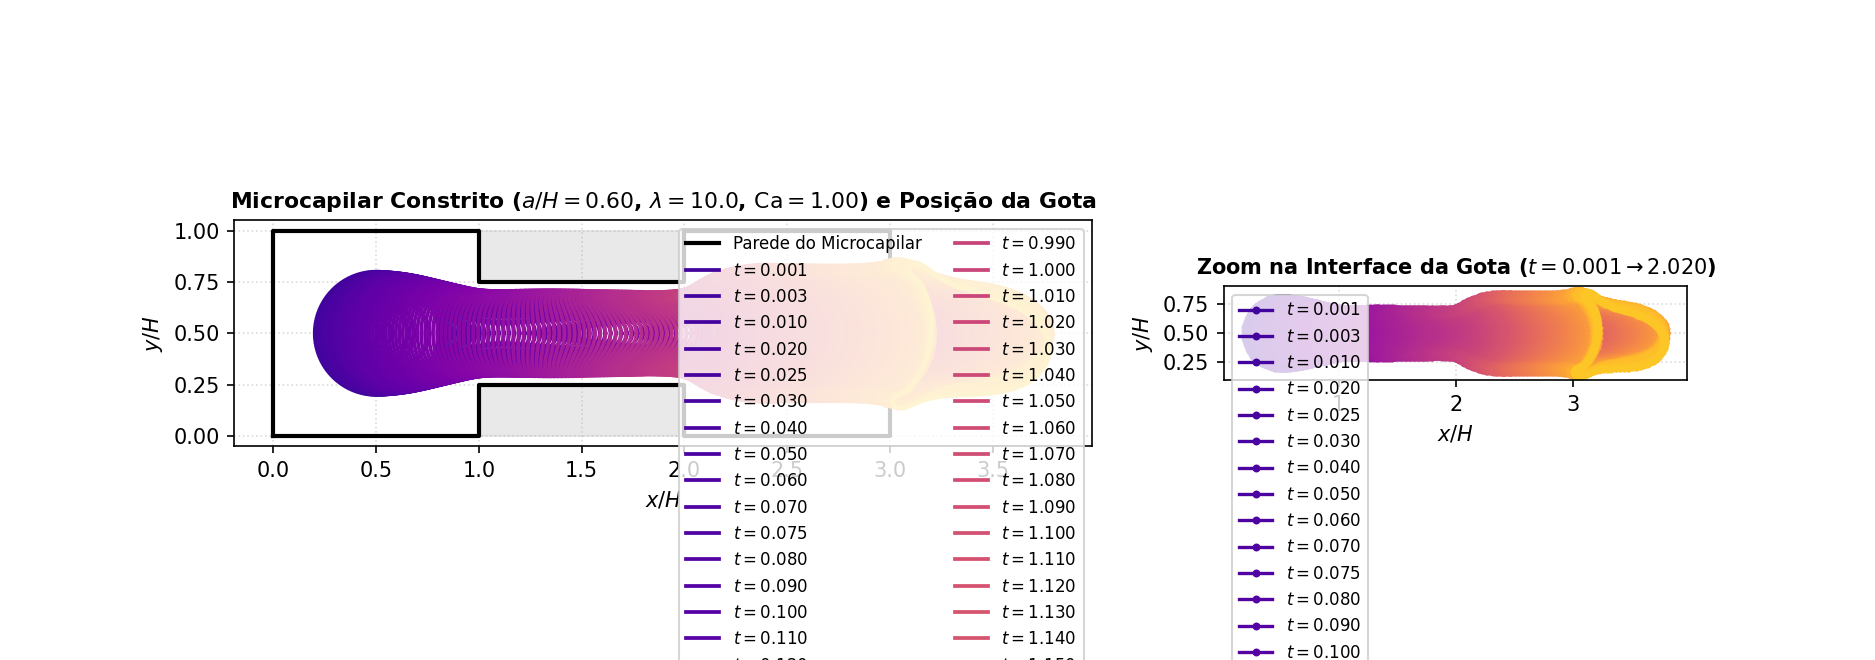 Microcapilar Constrito (a/H = 0.60, λ = 10.0, Ca = 1.00) e Posição da Gota
1.00
0.75
0.50
0.25
0.00
y/H
0.0 0.5 1.0 1.5 2.0 2.5 3.0 3.5
x/H
Parede do Microcapilar
t = 0.001
t = 0.003
t = 0.010
t = 0.020
t = 0.025
t = 0.030
t = 0.040
t = 0.050
t = 0.060
t = 0.070
t = 0.075
t = 0.080
t = 0.090
t = 0.100
t = 0.110
t = 0.990
t = 1.000
t = 1.010
t = 1.020
t = 1.030
t = 1.040
t = 1.050
t = 1.060
t = 1.070
t = 1.080
t = 1.090
t = 1.100
t = 1.110
t = 1.120
t = 1.130
t = 1.140
Zoom na Interface da Gota (t = 0.001 → 2.020)
0.75
0.50
0.25
y/H
1 2 3
x/H
t = 0.001
t = 0.003
t = 0.010
t = 0.020
t = 0.025
t = 0.030
t = 0.040
t = 0.050
t = 0.060
t = 0.070
t = 0.075
t = 0.080
t = 0.090
t = 0.100